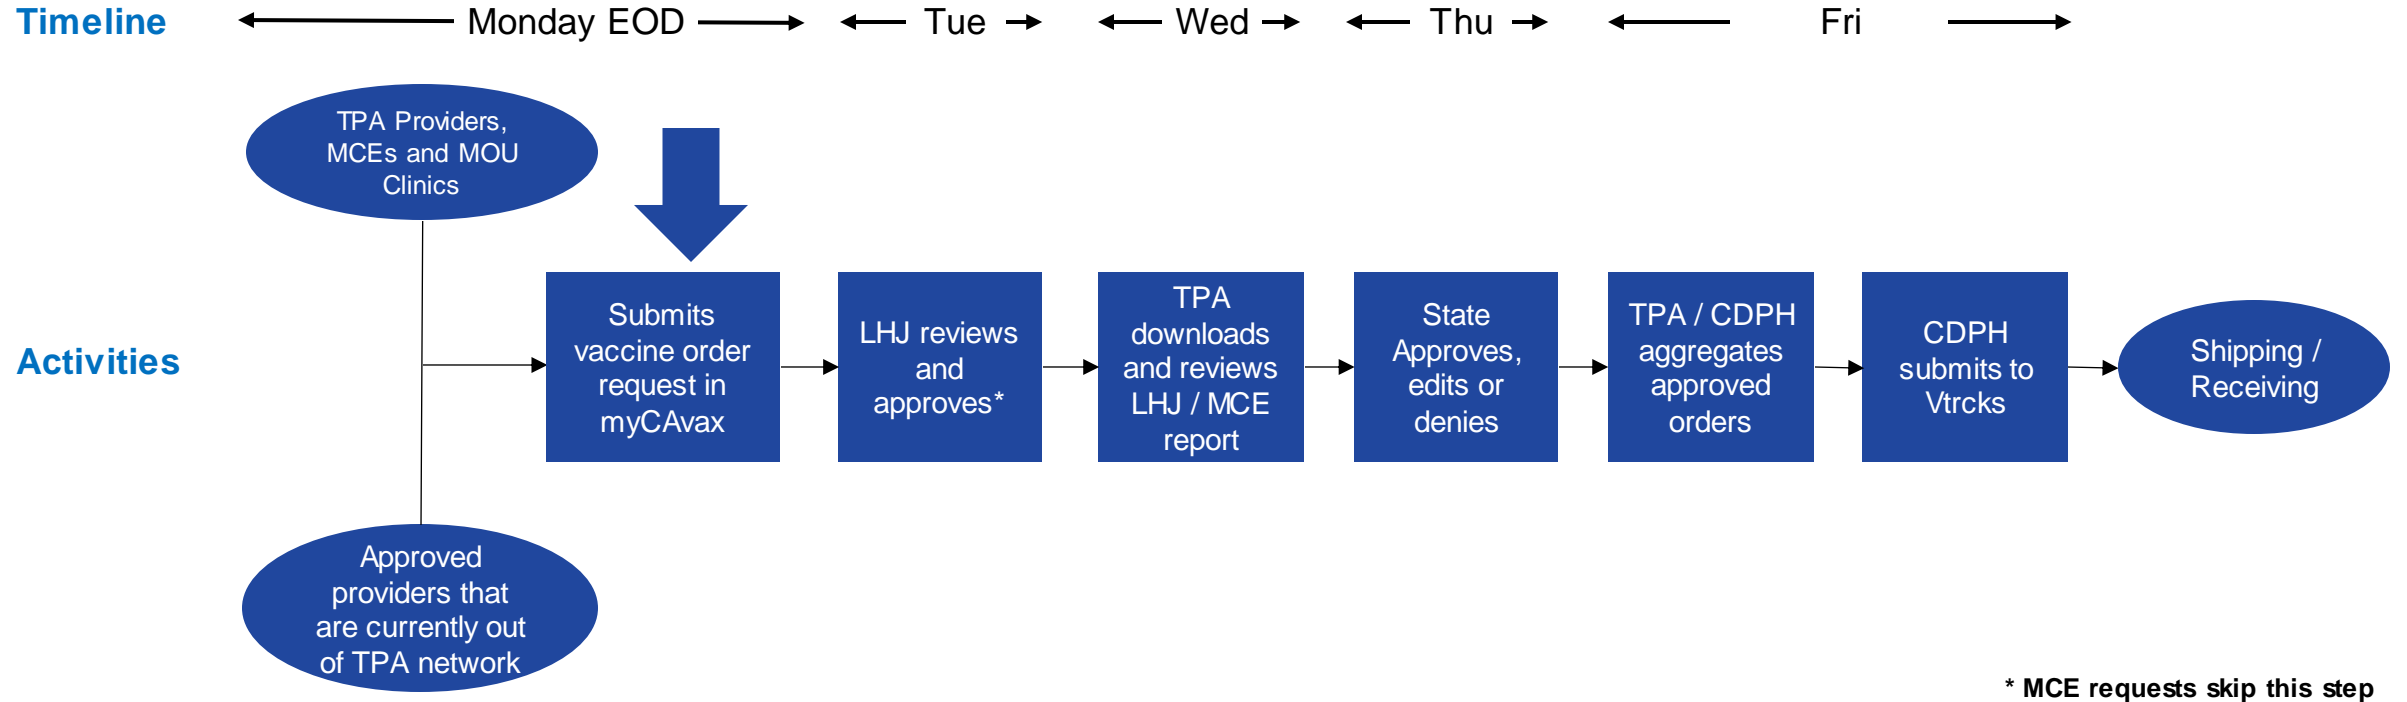 Timeline
Monday EOD
Tue
Wed
Thu
Fri
TPA Providers,
MCEs and MOU
Clinics
Activities
Submits
vaccine order
request in
myCAvax
LHJ reviews
and
approves*
TPA
downloads
and reviews
LHJ / MCE
report
State
Approves,
edits or
denies
TPA / CDPH
aggregates
approved
orders
CDPH
submits to
Vtrcks
Shipping /
Receiving
Approved
providers that
are currently out
of TPA network
* MCE requests skip this step